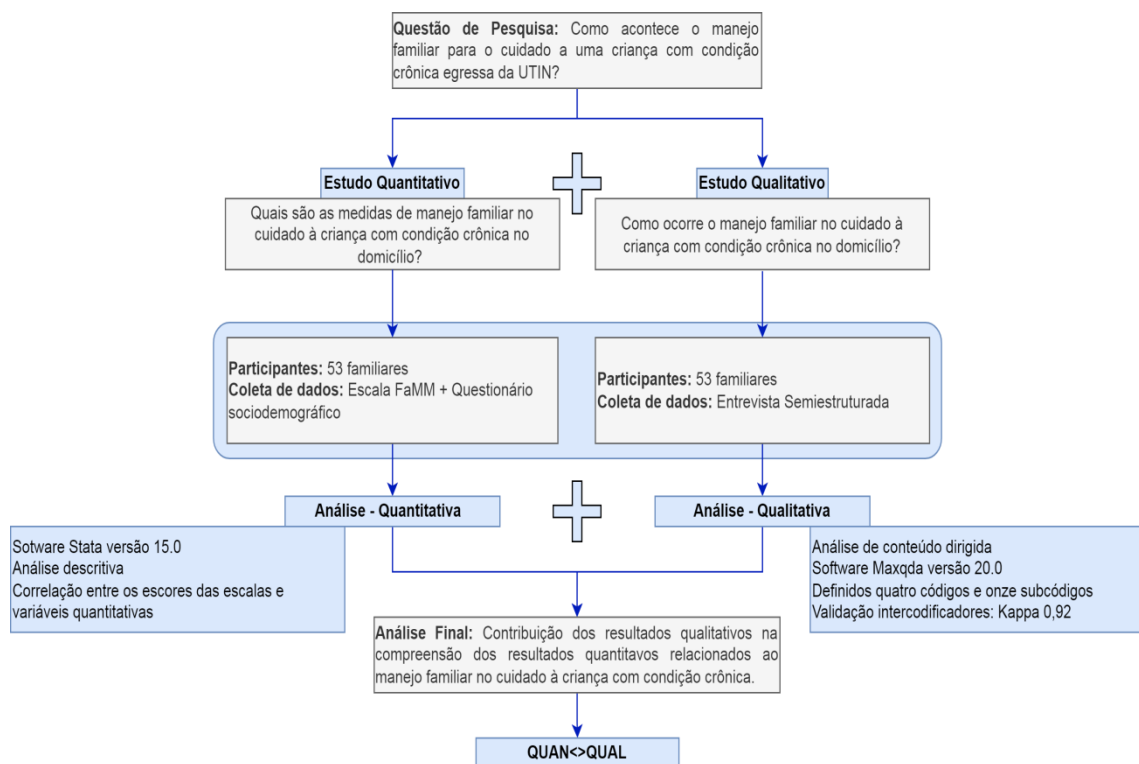 Questão de Pesquisa: Como acontece o manejo
familiar para o cuidado a uma criança com condição
crônica egressa da UTIN?
Estudo Quantitativo
Quais são as medidas de manejo familiar no
cuidado à criança com condição crônica no
domicílio?
Estudo Qualitativo
Como ocorre o manejo familiar no cuidado à
criança com condição crônica no domicílio?
Participantes: 53 familiares
Coleta de dados: Escala FaMM + Questionário
sociodemográfico
Participantes: 53 familiares
Coleta de dados: Entrevista Semiestruturada
Análise - Quantitativa
Sotware Stata versão 15.0
Análise descritiva
Correlação entre os escores das escalas e
variáveis quantitativas
Análise - Qualitativa
Análise de conteúdo dirigida
Software Maxqda versão 20.0
Definidos quatro códigos e onze subcódigos
Validação intercodificadores: Kappa 0,92
Análise Final: Contribuição dos resultados qualitativos na
compreensão dos resultados quantitavos relacionados ao
manejo familiar no cuidado à criança com condição crônica.
QUAN<>QUAL